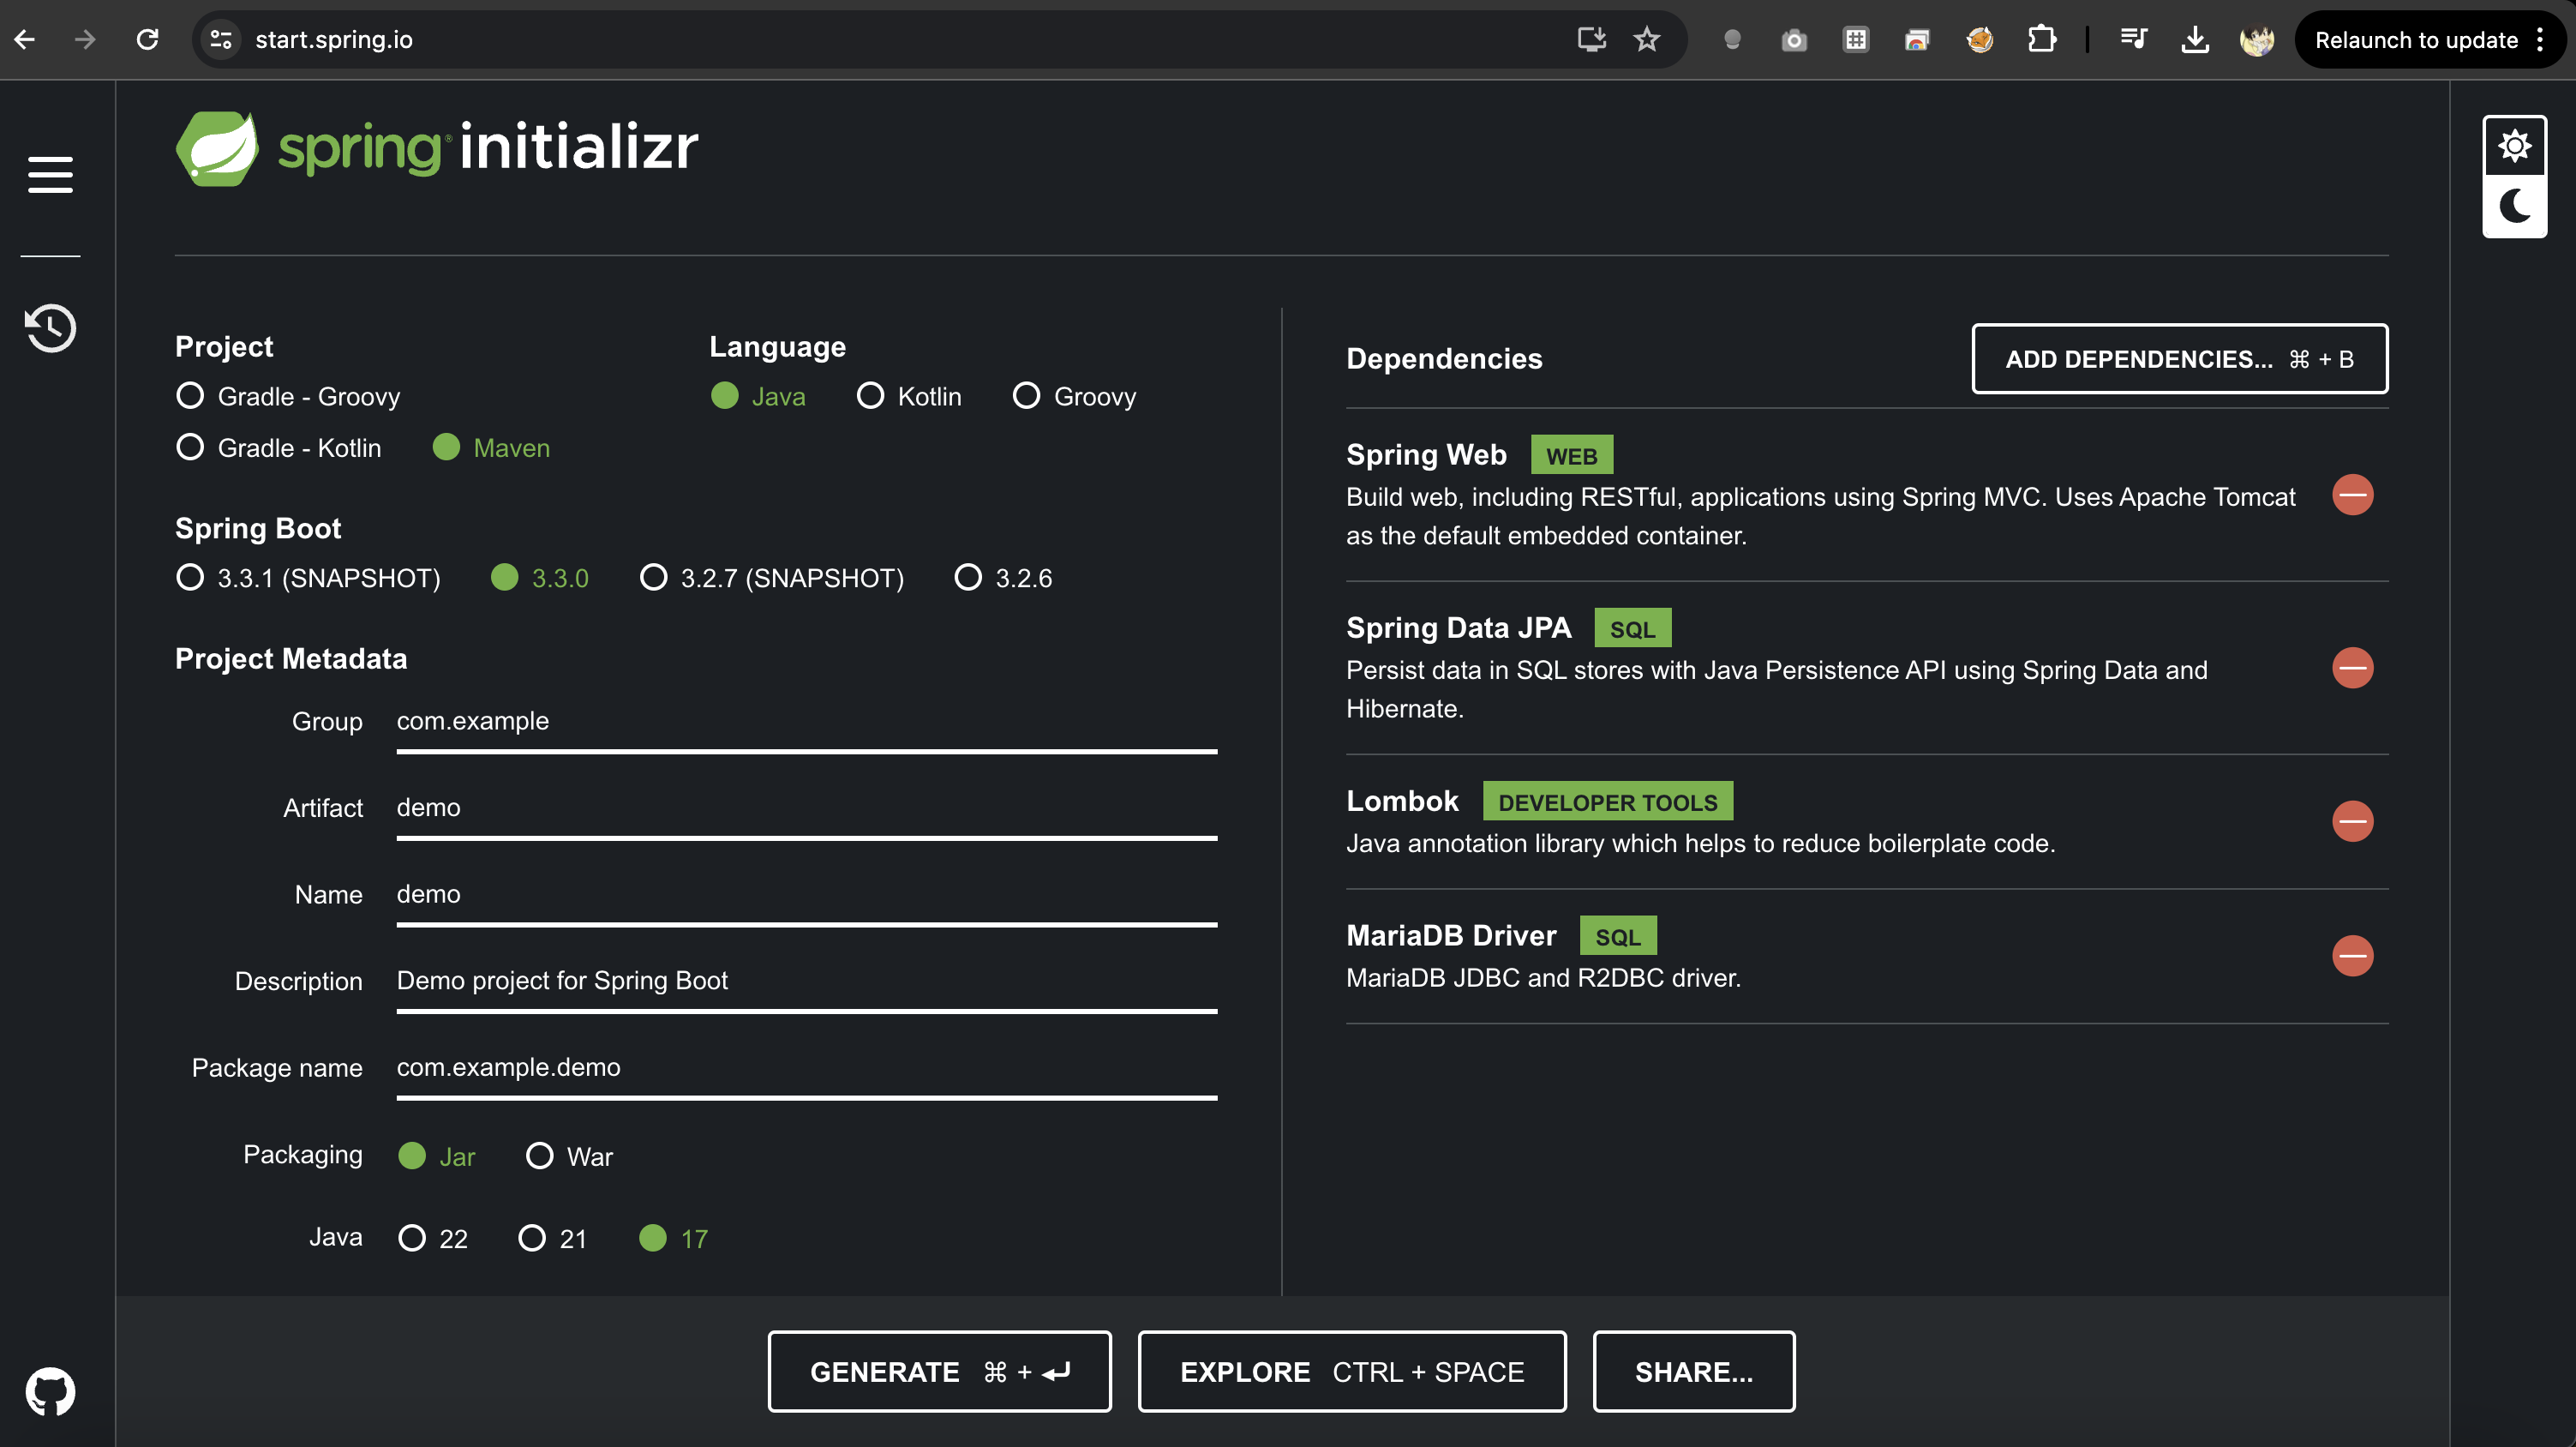 start.spring.io
Relaunch to update
spring® initializr
Project
Gradle - Groovy
Gradle - Kotlin Maven
Language
Java Kotlin Groovy
Spring Boot
3.3.1 (SNAPSHOT) 3.3.0 3.2.7 (SNAPSHOT) 3.2.6
Project Metadata
Group com.example
Artifact demo
Name demo
Description Demo project for Spring Boot
Package name com.example.demo
Packaging Jar War
Java 22 21 17
Dependencies ADD DEPENDENCIES... ⌘ + B
Spring Web WEB
Build web, including RESTful, applications using Spring MVC. Uses Apache Tomcat
as the default embedded container.
Spring Data JPA SQL
Persist data in SQL stores with Java Persistence API using Spring Data and
Hibernate.
Lombok DEVELOPER TOOLS
Java annotation library which helps to reduce boilerplate code.
MariaDB Driver SQL
MariaDB JDBC and R2DBC driver.
GENERATE ⌘ + ↵ EXPLORE CTRL + SPACE SHARE...